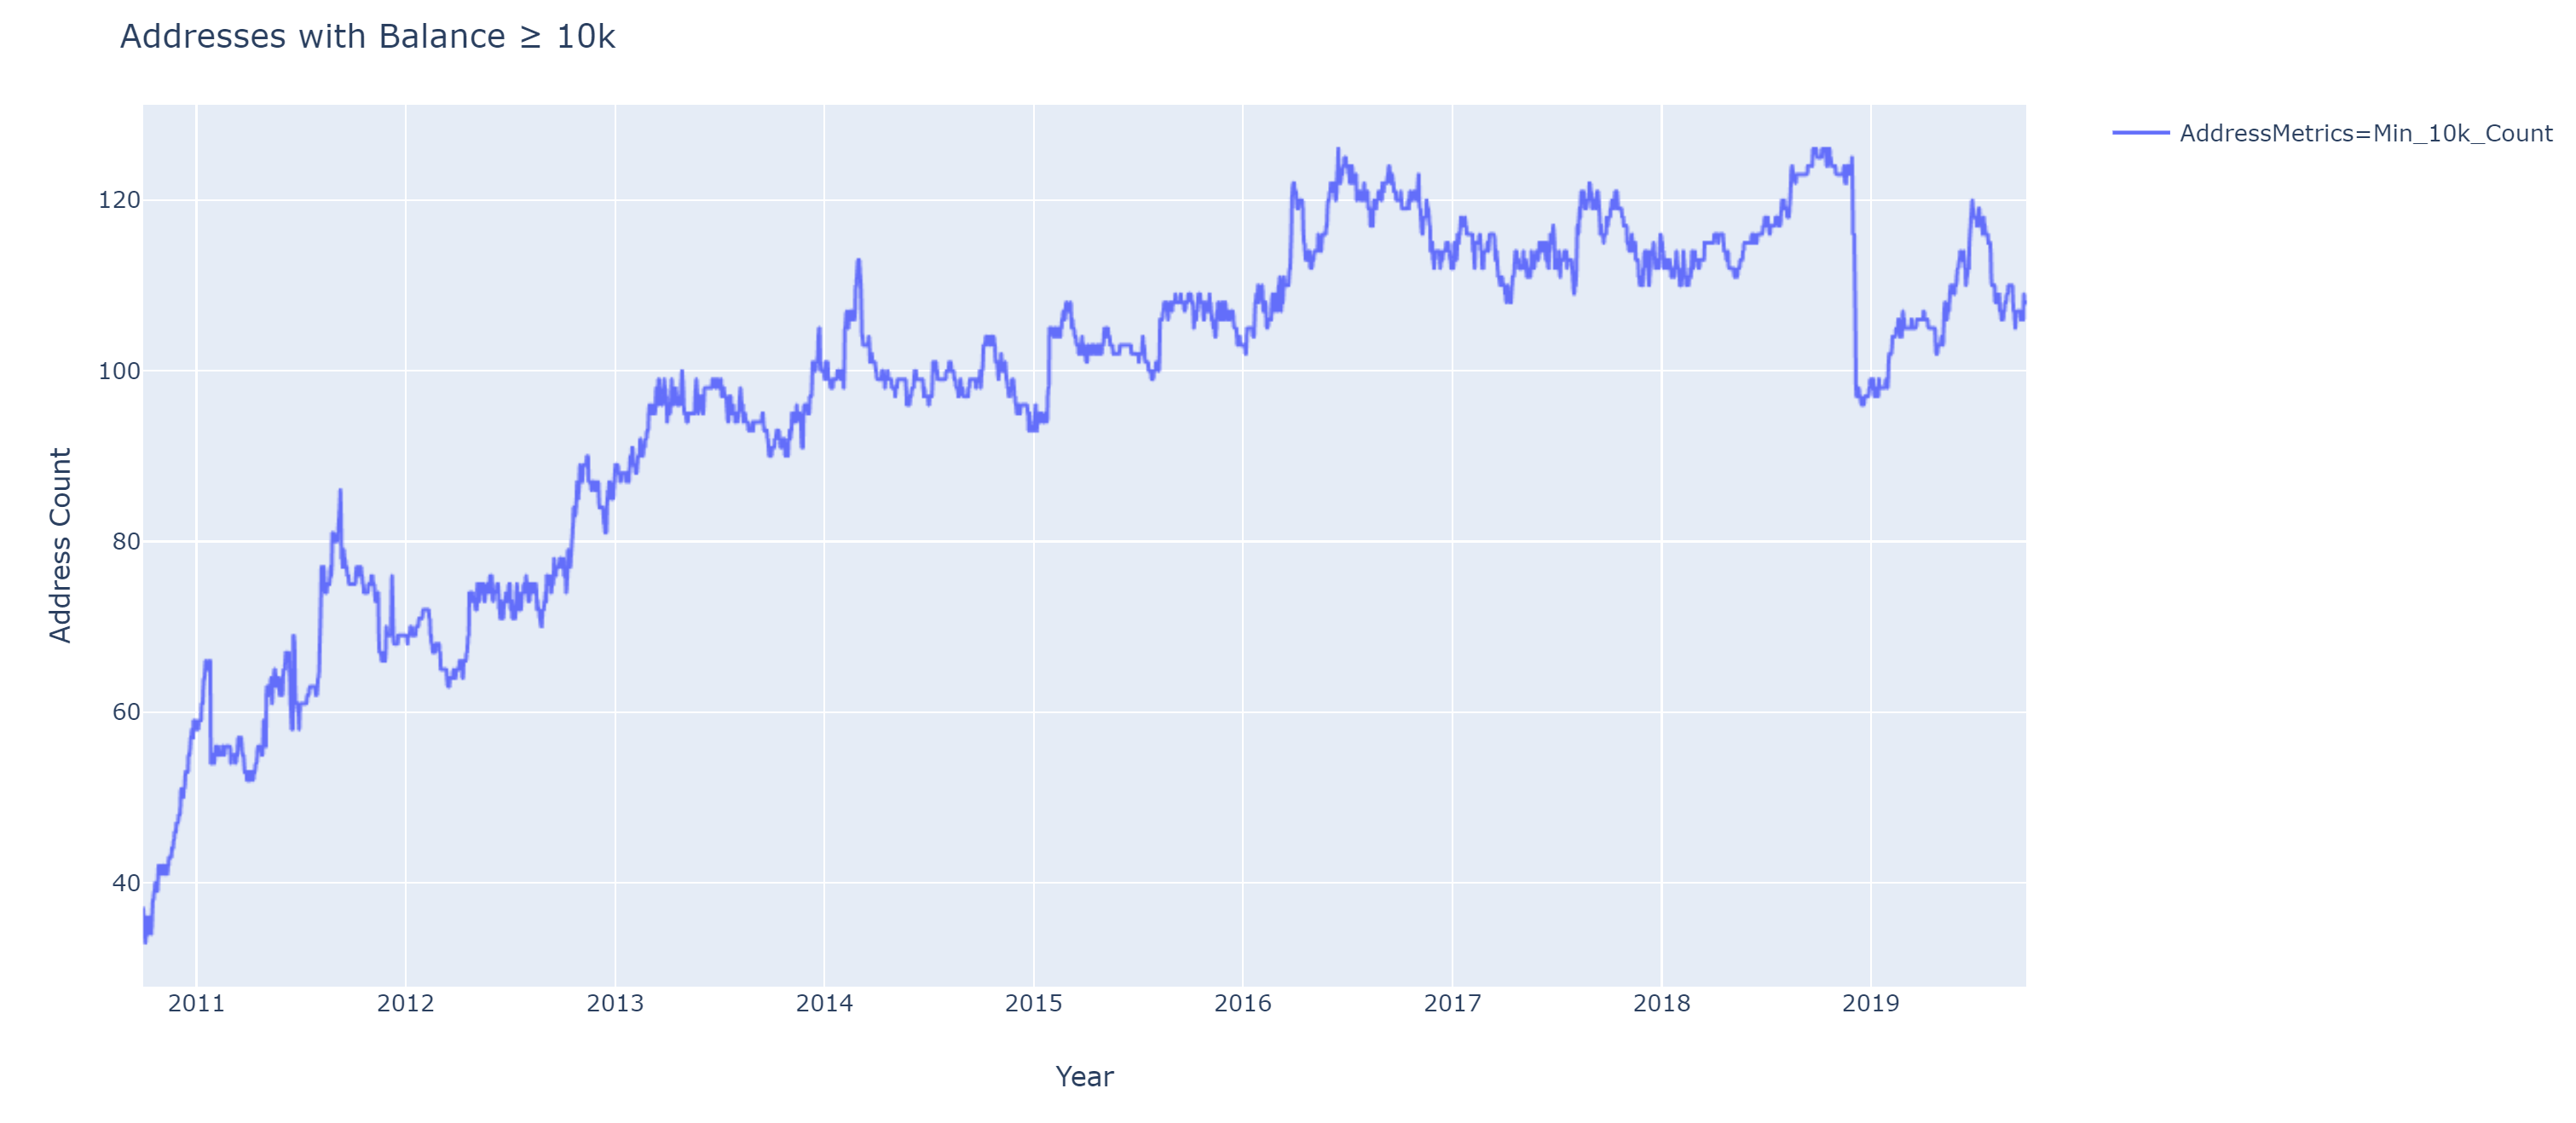 Addresses with Balance ≥ 10k
AddressMetrics=Min_10k_Count
Address Count
120
100
80
60
40
2011 2012 2013 2014 2015 2016 2017 2018 2019
Year